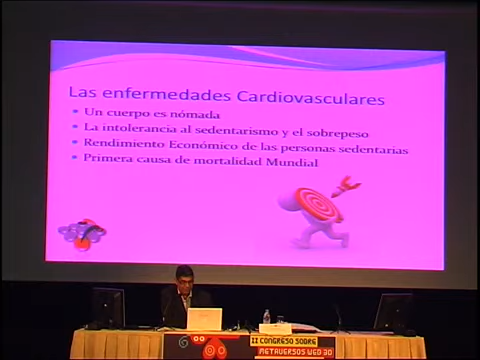 Las enfermedades Cardiovasculares
Un cuerpo es nómada
La intolerancia al sedentarismo y el sobrepeso
Rendimiento Económico de las personas sedentarias
Primera causa de mortalidad Mundial
II CONGRESO SOBRE
METAVERSOS WEB 3D